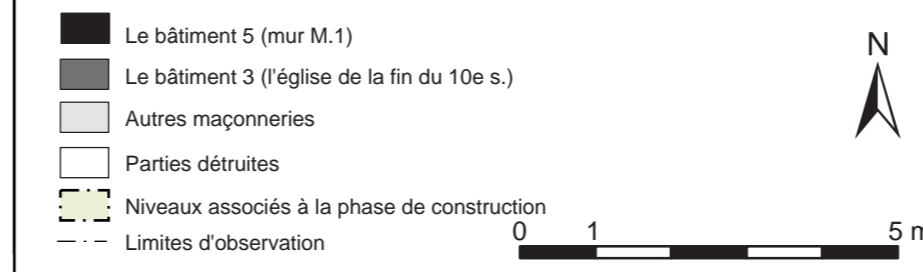 Le bâtiment 5 (mur M.1)
N
Le bâtiment 3 (l'église de la fin du 10e s.)
Autres maçonneries
Parties détruites
Niveaux associés à la phase de construction
0 1 5 m
Limites d'observation